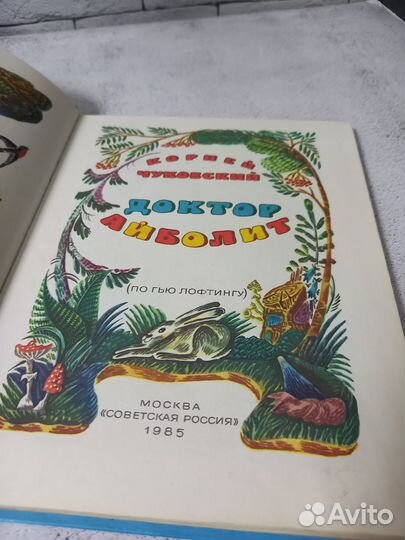 КОРНЕЙ
ЧУКОВСКИЙ
ДОКТОР
АЙБОЛИТ
(ПО ГЬЮ ЛОФТИНГУ)
МОСКВА
«СОВЕТСКАЯ РОССИЯ»
1985
Avito